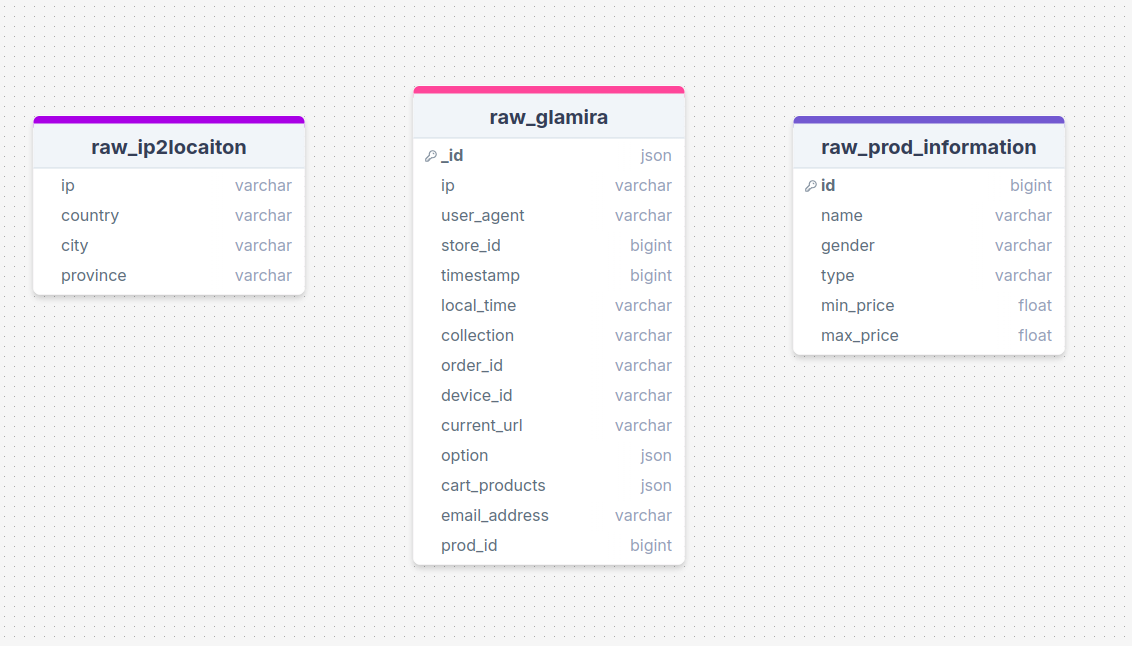 raw_ip2locaiton
ip varchar
country varchar
city varchar
province varchar
raw_glamira
_id json
ip varchar
user_agent varchar
store_id bigint
timestamp bigint
local_time varchar
collection varchar
order_id varchar
device_id varchar
current_url varchar
option json
cart_products json
email_address varchar
prod_id bigint
raw_prod_information
id bigint
name varchar
gender varchar
type varchar
min_price float
max_price float